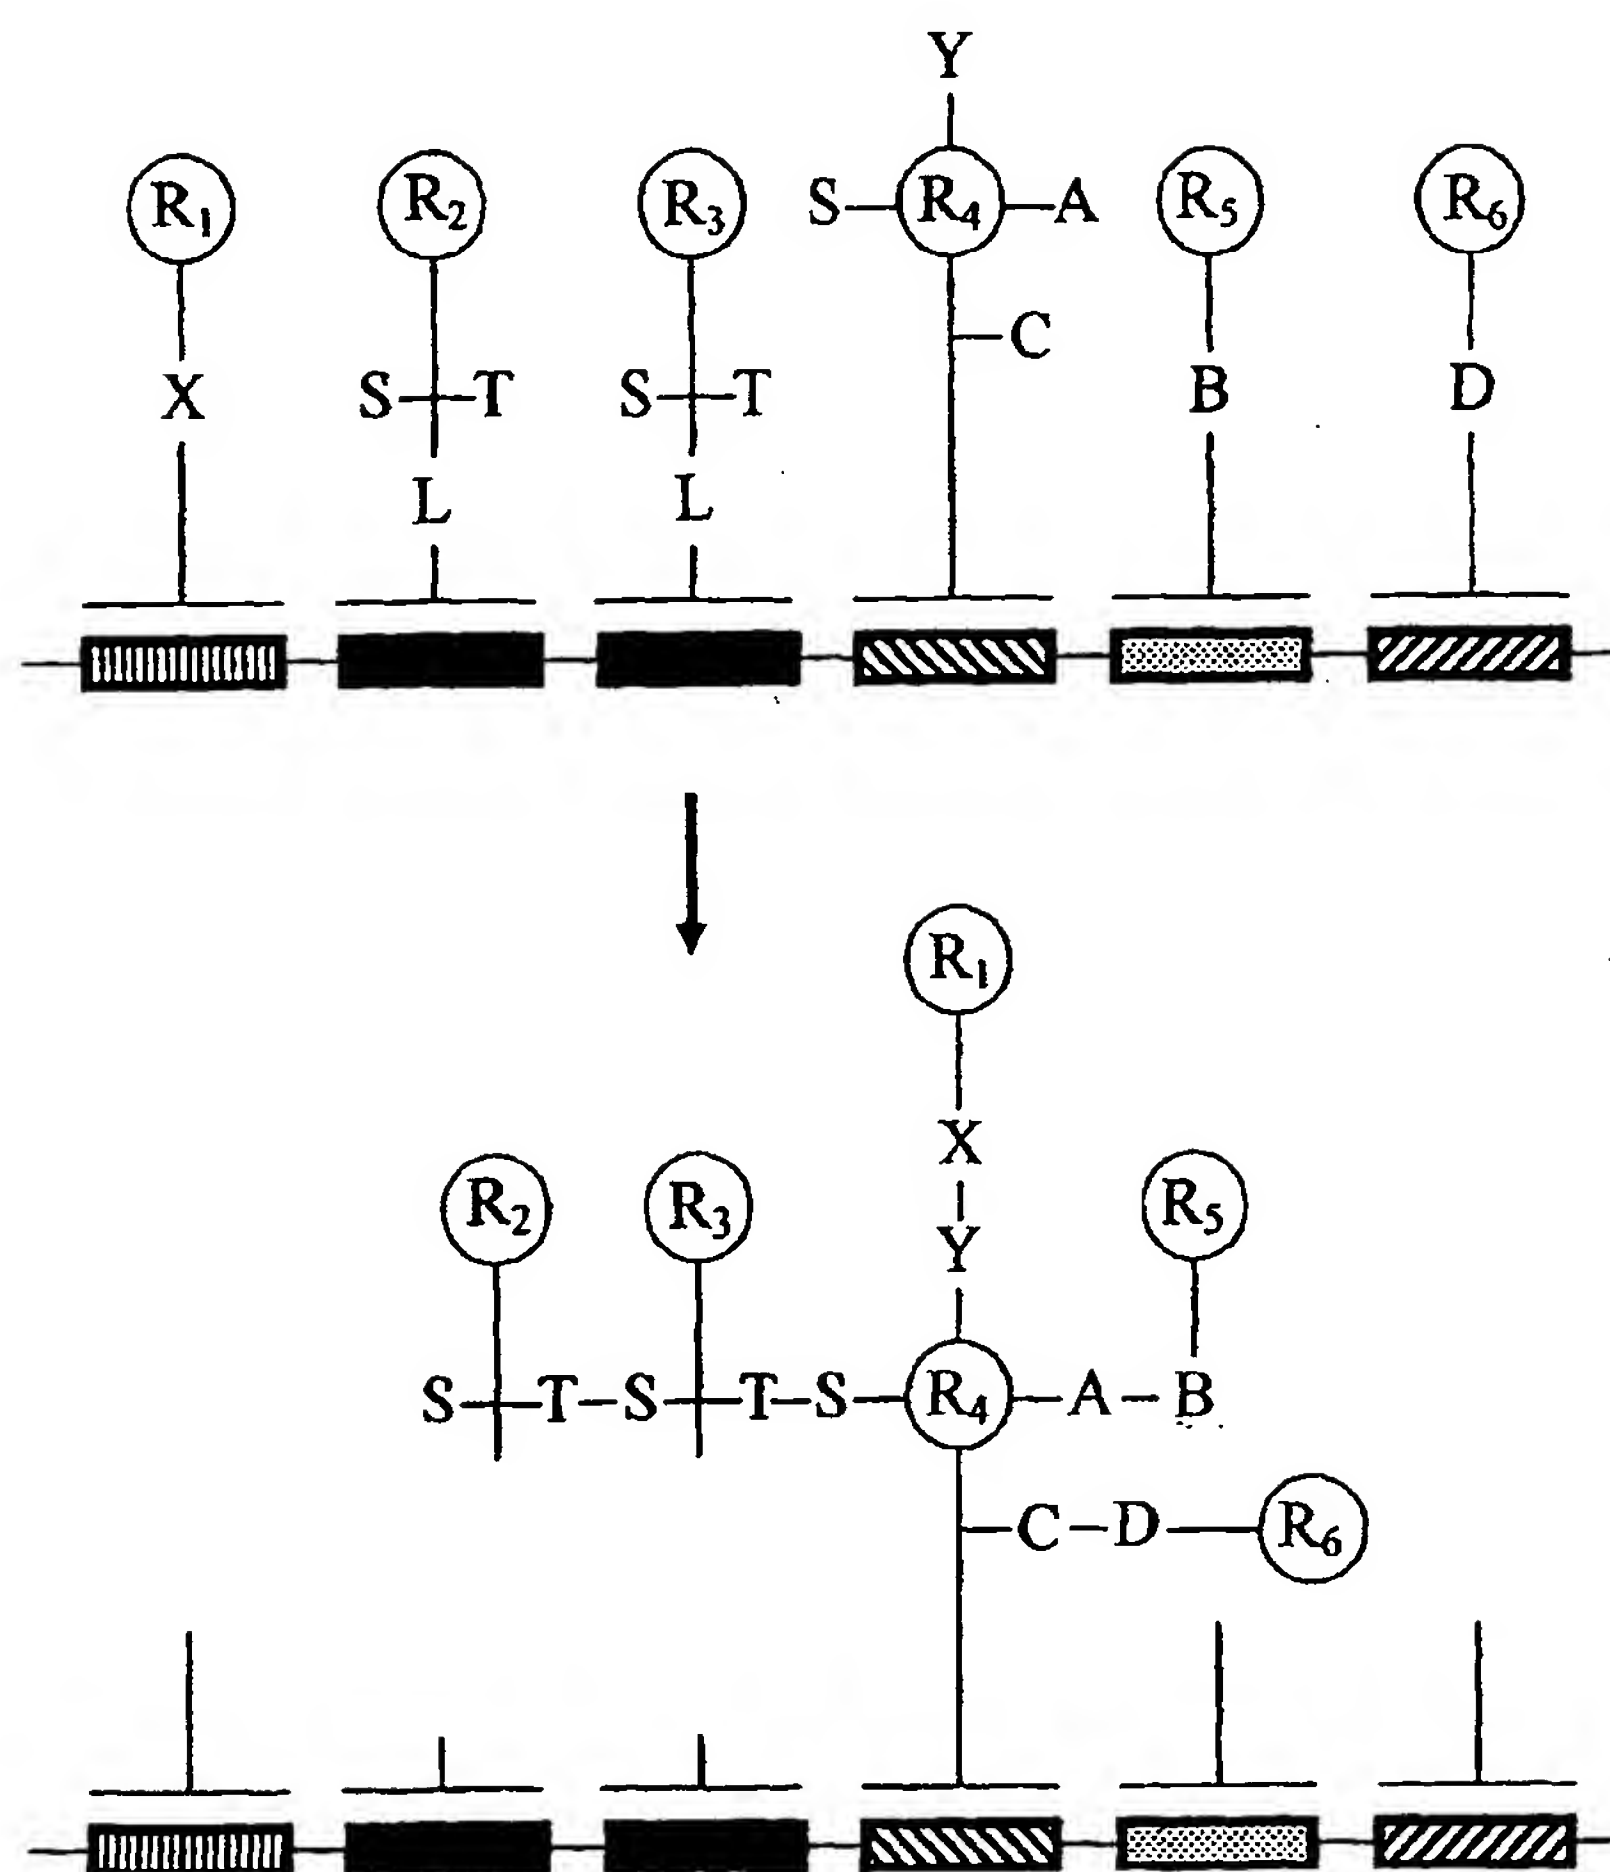 Y
R₁ R₂ R₃ S R₄ A R₅ R₆
C
X S T S T B D
L L
R₁
X
R₂ R₃ R₅
Y
S T S T S R₄ A B
C D R₆